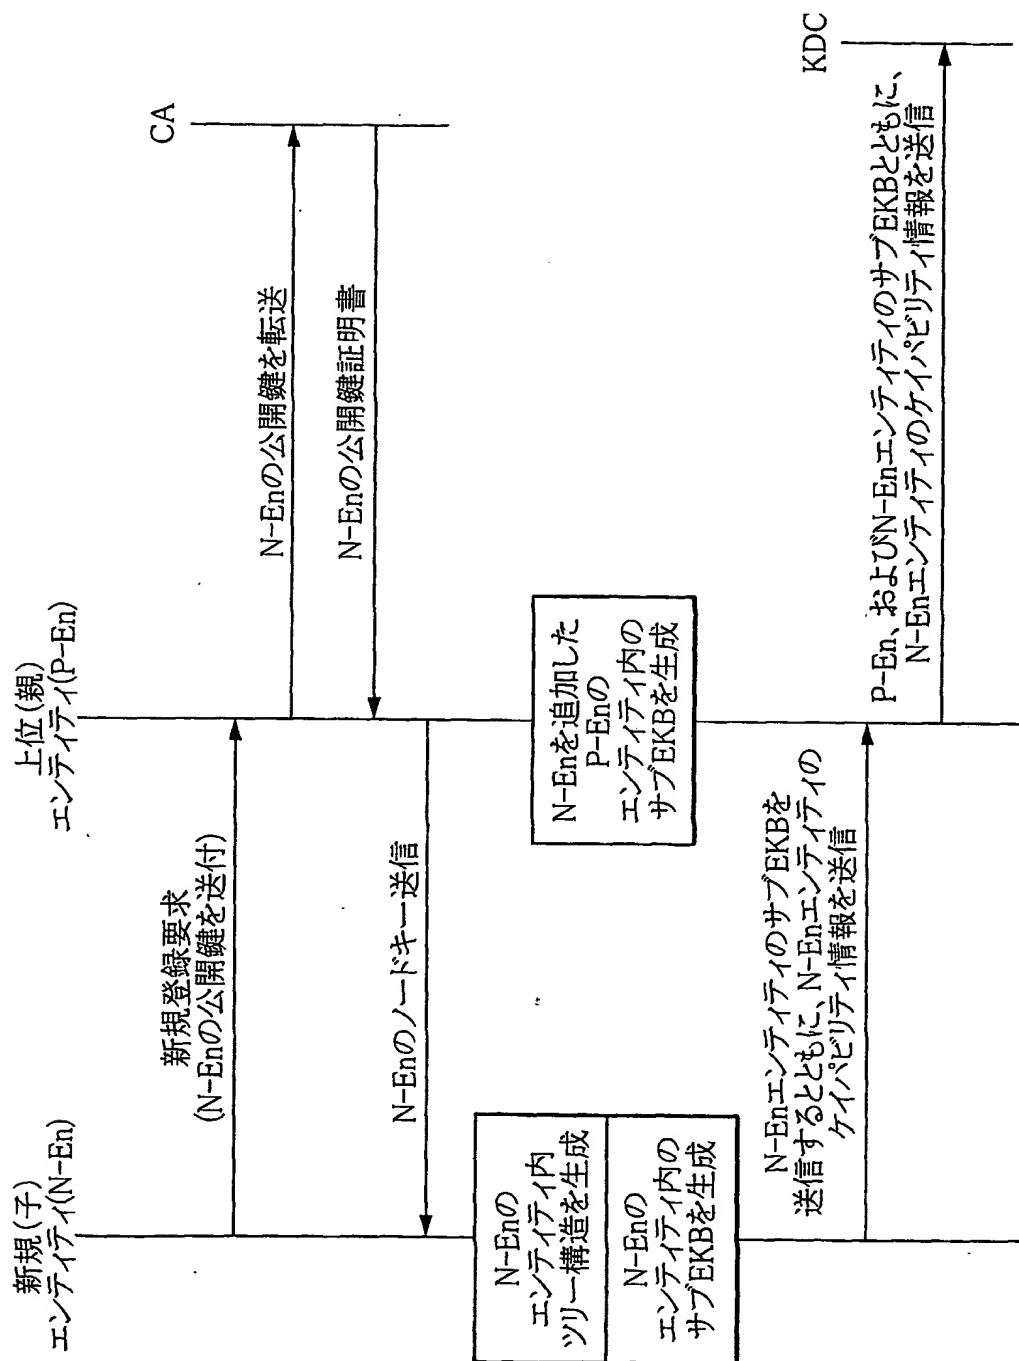 新規(子)
エンティティ(N-En)
上位(親)
エンティティ(P-En)
CA
KDC
新規登録要求
(N-Enの公開鍵を送付)
N-Enの公開鍵を転送
N-Enの公開鍵証明書
N-Enのノードキー送信
N-Enの
エンティティ内
ツリー構造を生成
N-Enの
エンティティ内の
サブEKBを生成
N-Enを追加した
P-Enの
エンティティ内の
サブEKBを生成
N-EnエンティティのサブEKBを
送信するとともに、N-Enエンティティの
ケイパビリティ情報を送信
P-En、およびN-EnエンティティのサブEKBとともに、
N-Enエンティティのケイパビリティ情報を送信